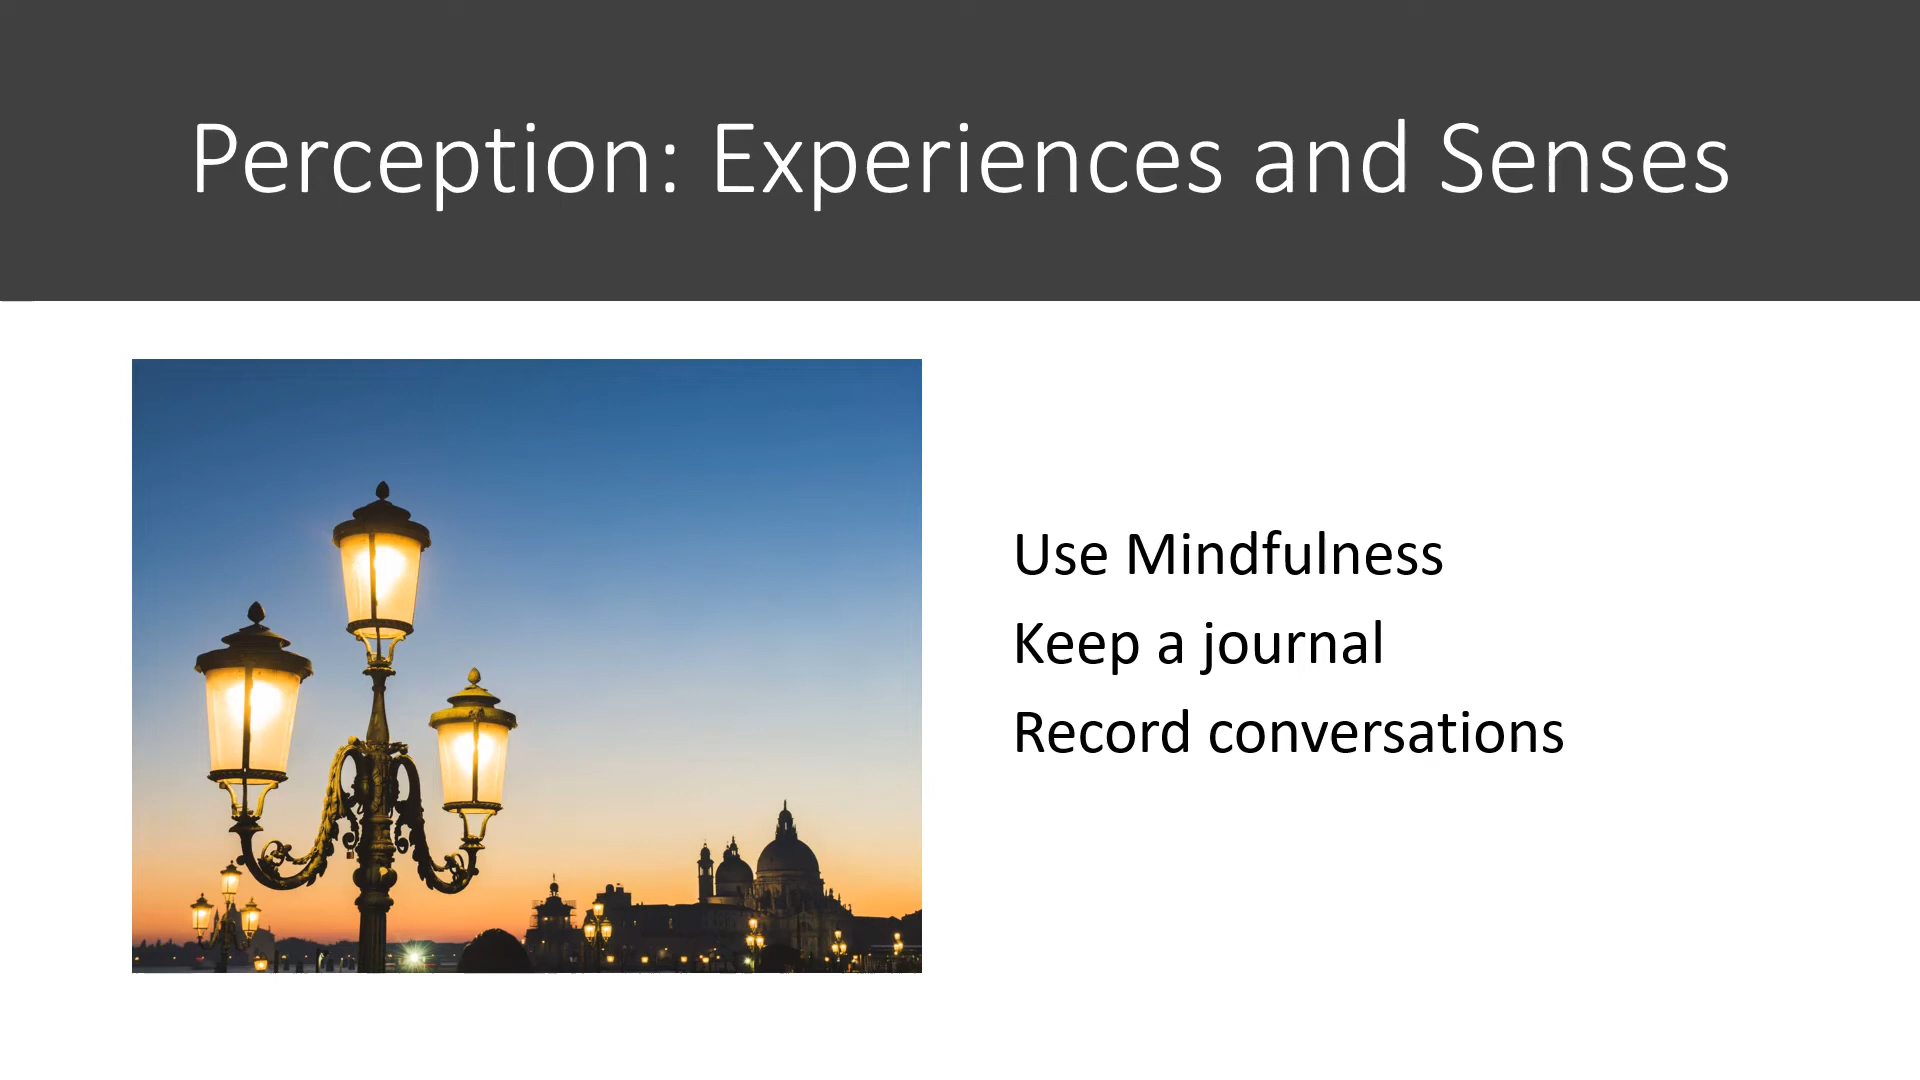 Perception: Experiences and Senses
Use Mindfulness
Keep a journal
Record conversations